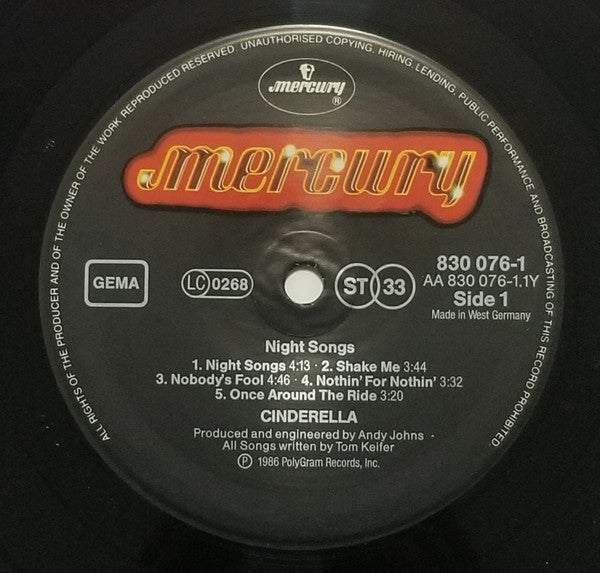 ALL RIGHTS OF THE PRODUCER AND OF THE OWNER OF THE WORK REPRODUCED RESERVED. UNAUTHORISED COPYING. HIRING. LENDING. PUBLIC PERFORMANCE AND BROADCASTING OF THIS RECORD PROHIBITED
mercury ®
mercury
GEMA
LC 0268
ST 33
830 076-1
AA 830 076-1.1Y
Side 1
Made in West Germany
Night Songs
1. Night Songs 4:13 · 2. Shake Me 3:44
3. Nobody's Fool 4:46 · 4. Nothin' For Nothin' 3:32
5. Once Around The Ride 3:20
CINDERELLA
Produced and engineered by Andy Johns ·
All Songs written by Tom Keifer
Ⓟ 1986 PolyGram Records, Inc.